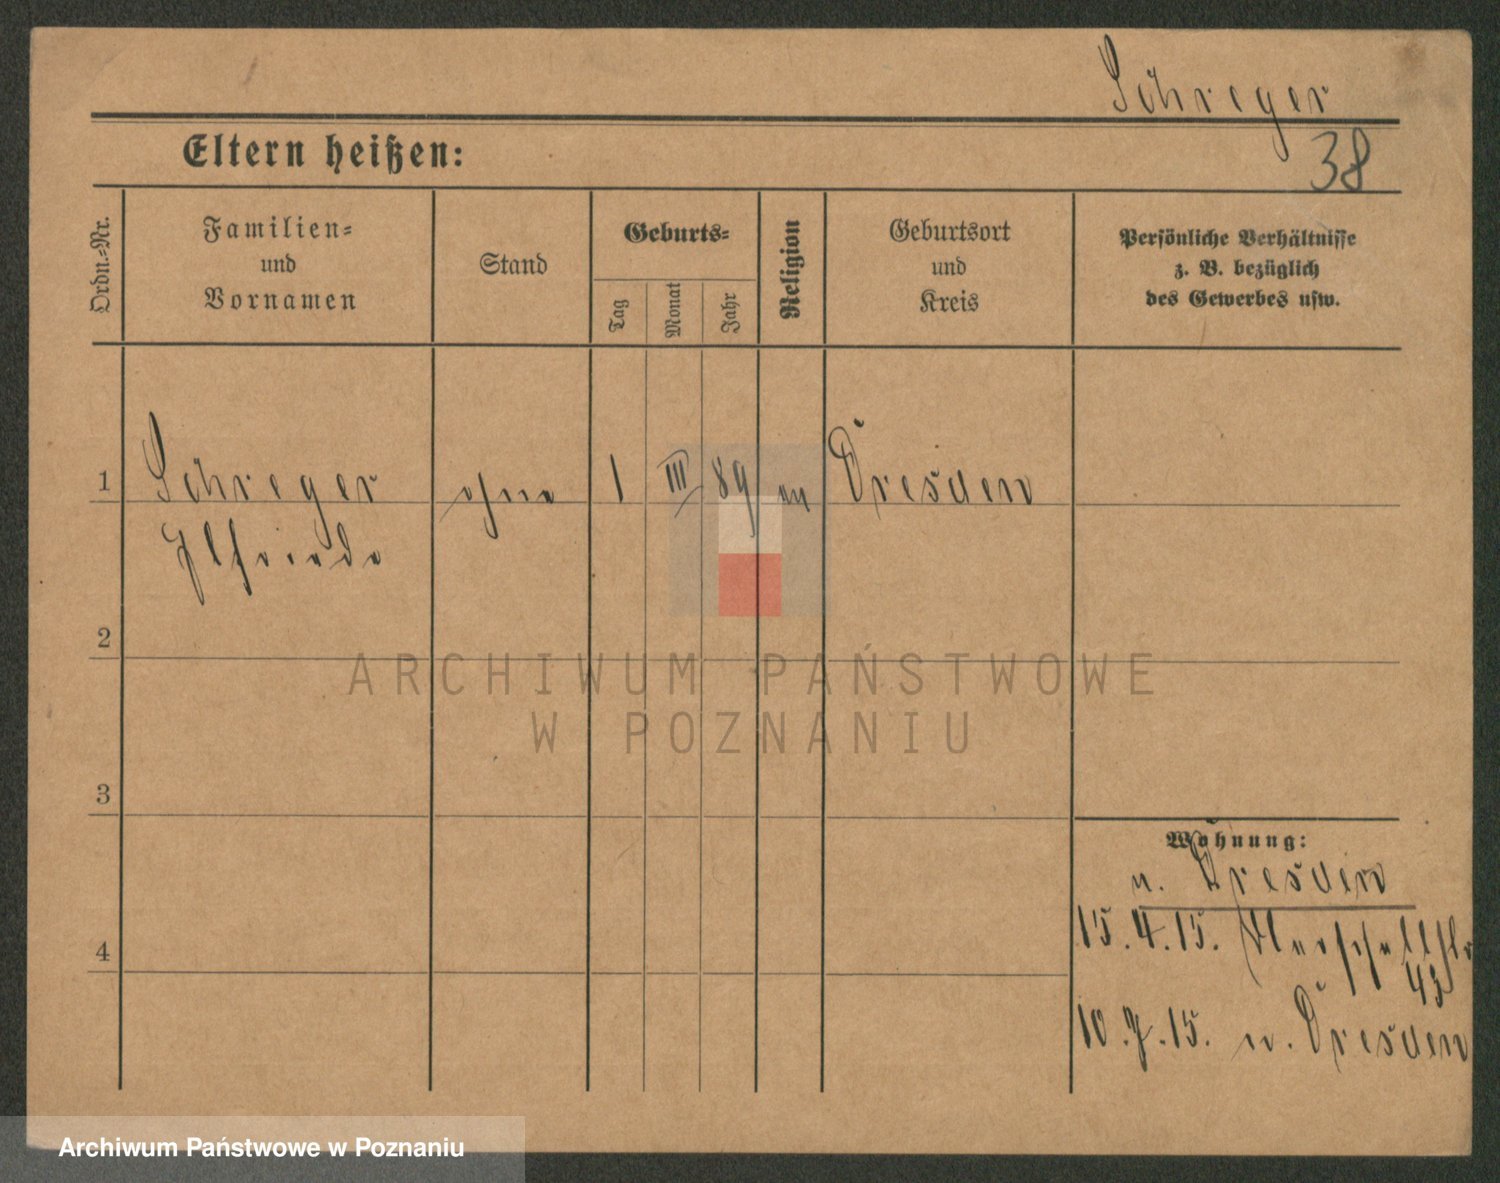 Schreger
38
Eltern heißen:
Ordn.-Nr.
Familien-
und
Vornamen
Stand
Geburts-
Tag
Monat
Jahr
Religion
Geburtsort
und
Kreis
Persönliche Verhältnisse
z. B. bezüglich
des Gewerbes usw.
1 Schreger ohne 1 III 89 ev Dresden
Elfriede
2
ARCHIWUM PAŃSTWOWE
W POZNANIU
3
Wohnung:
n. Dresden
15.4.15.
43
4
10.7.15. n. Dresden
Archiwum Państwowe w Poznaniu